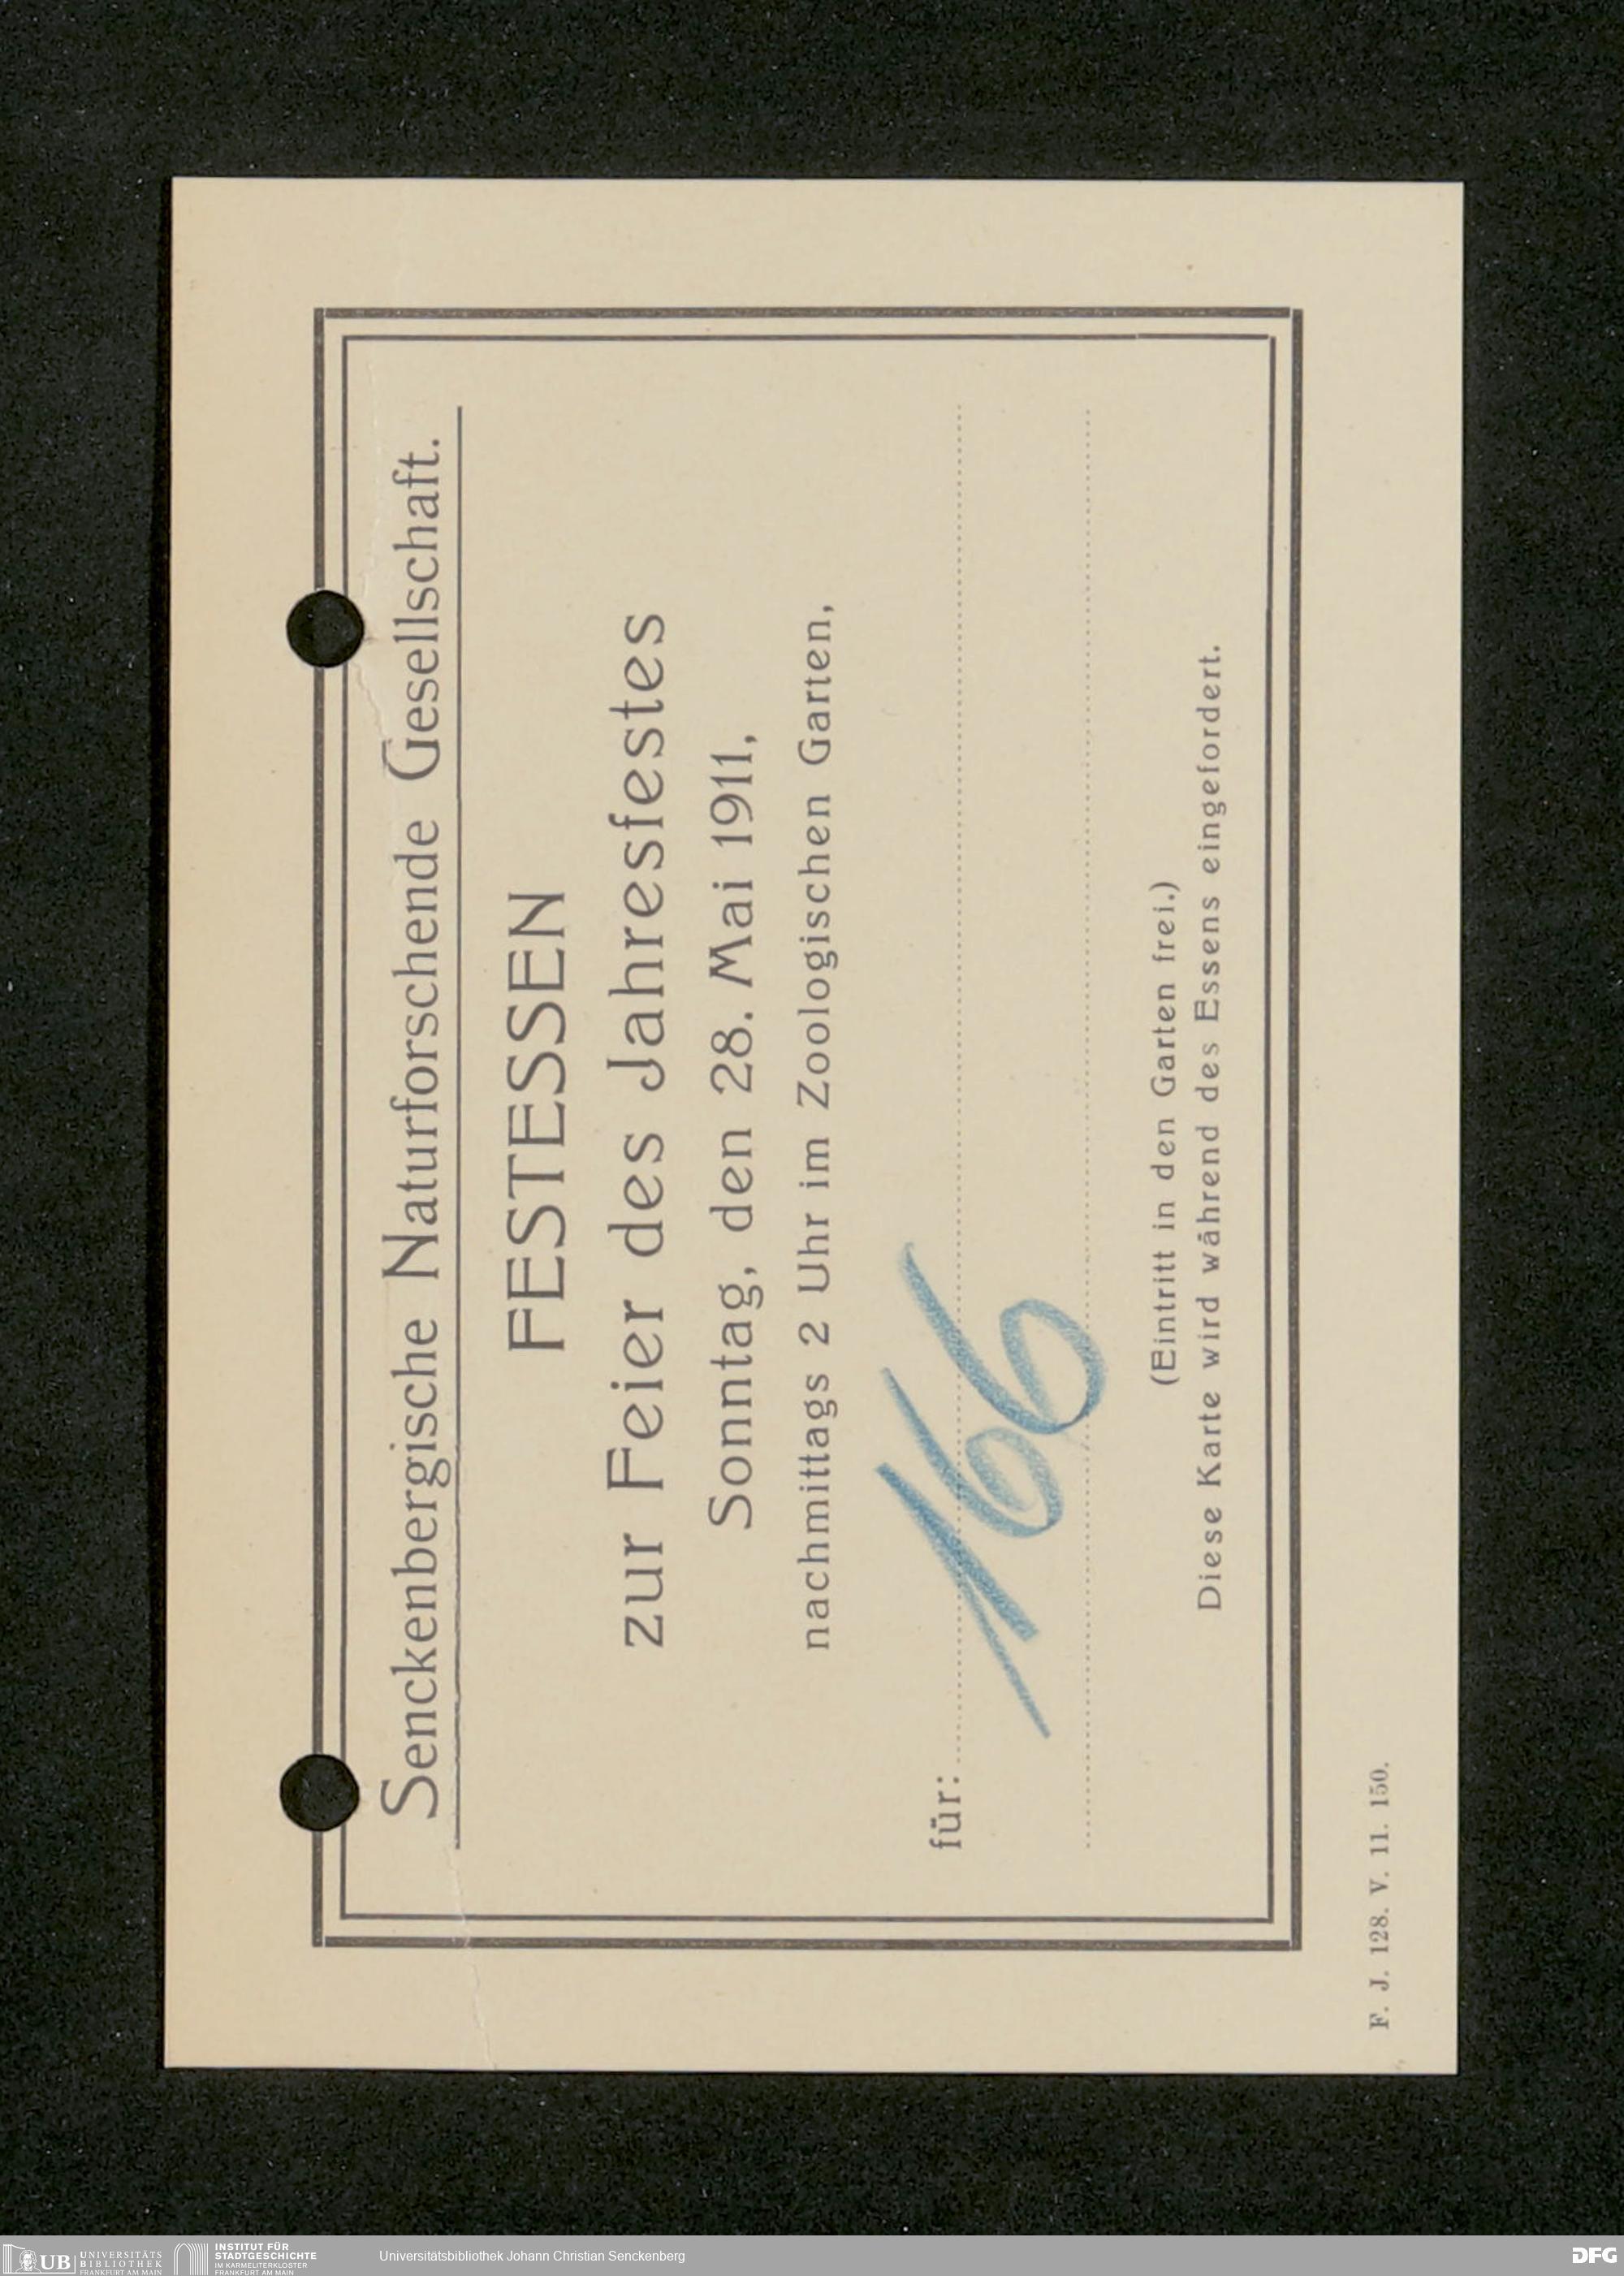 Senckenbergische Naturforschende Gesellschaft.
FESTESSEN
zur Feier des Jahresfestes
Sonntag, den 28. Mai 1911,
nachmittags 2 Uhr im Zoologischen Garten,
für:
166
(Eintritt in den Garten frei.)
Diese Karte wird während des Essens eingefordert.
F. J. 128. V. 11. 150.
UB
UNIVERSITÄTS
BIBLIOTHEK
FRANKFURT AM MAIN
INSTITUT FÜR
STADTGESCHICHTE
IM KARMELITERKLOSTER
FRANKFURT AM MAIN
Universitätsbibliothek Johann Christian Senckenberg
DFG